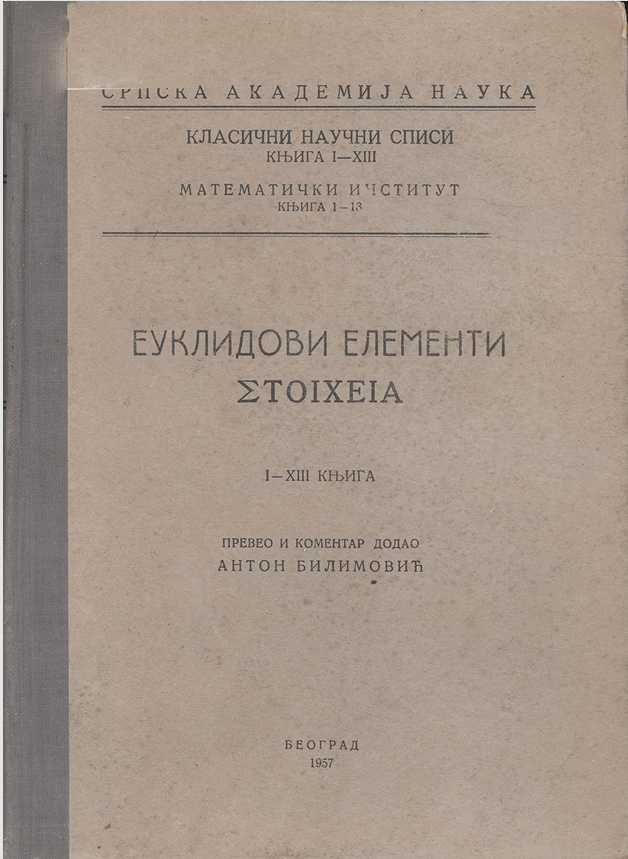 СРПСКА АКАДЕМИЈА НАУКА
КЛАСИЧНИ НАУЧНИ СПИСИ
КЊИГА I—XIII
МАТЕМАТИЧКИ ИНСТИТУТ
КЊИГА 1—13
ЕУКЛИДОВИ ЕЛЕМЕНТИ
ΣΤΟΙΧΕΙΑ
I—XIII КЊИГА
ПРЕВЕО И КОМЕНТАР ДОДАО
АНТОН БИЛИМОВИЋ
БЕОГРАД
1957